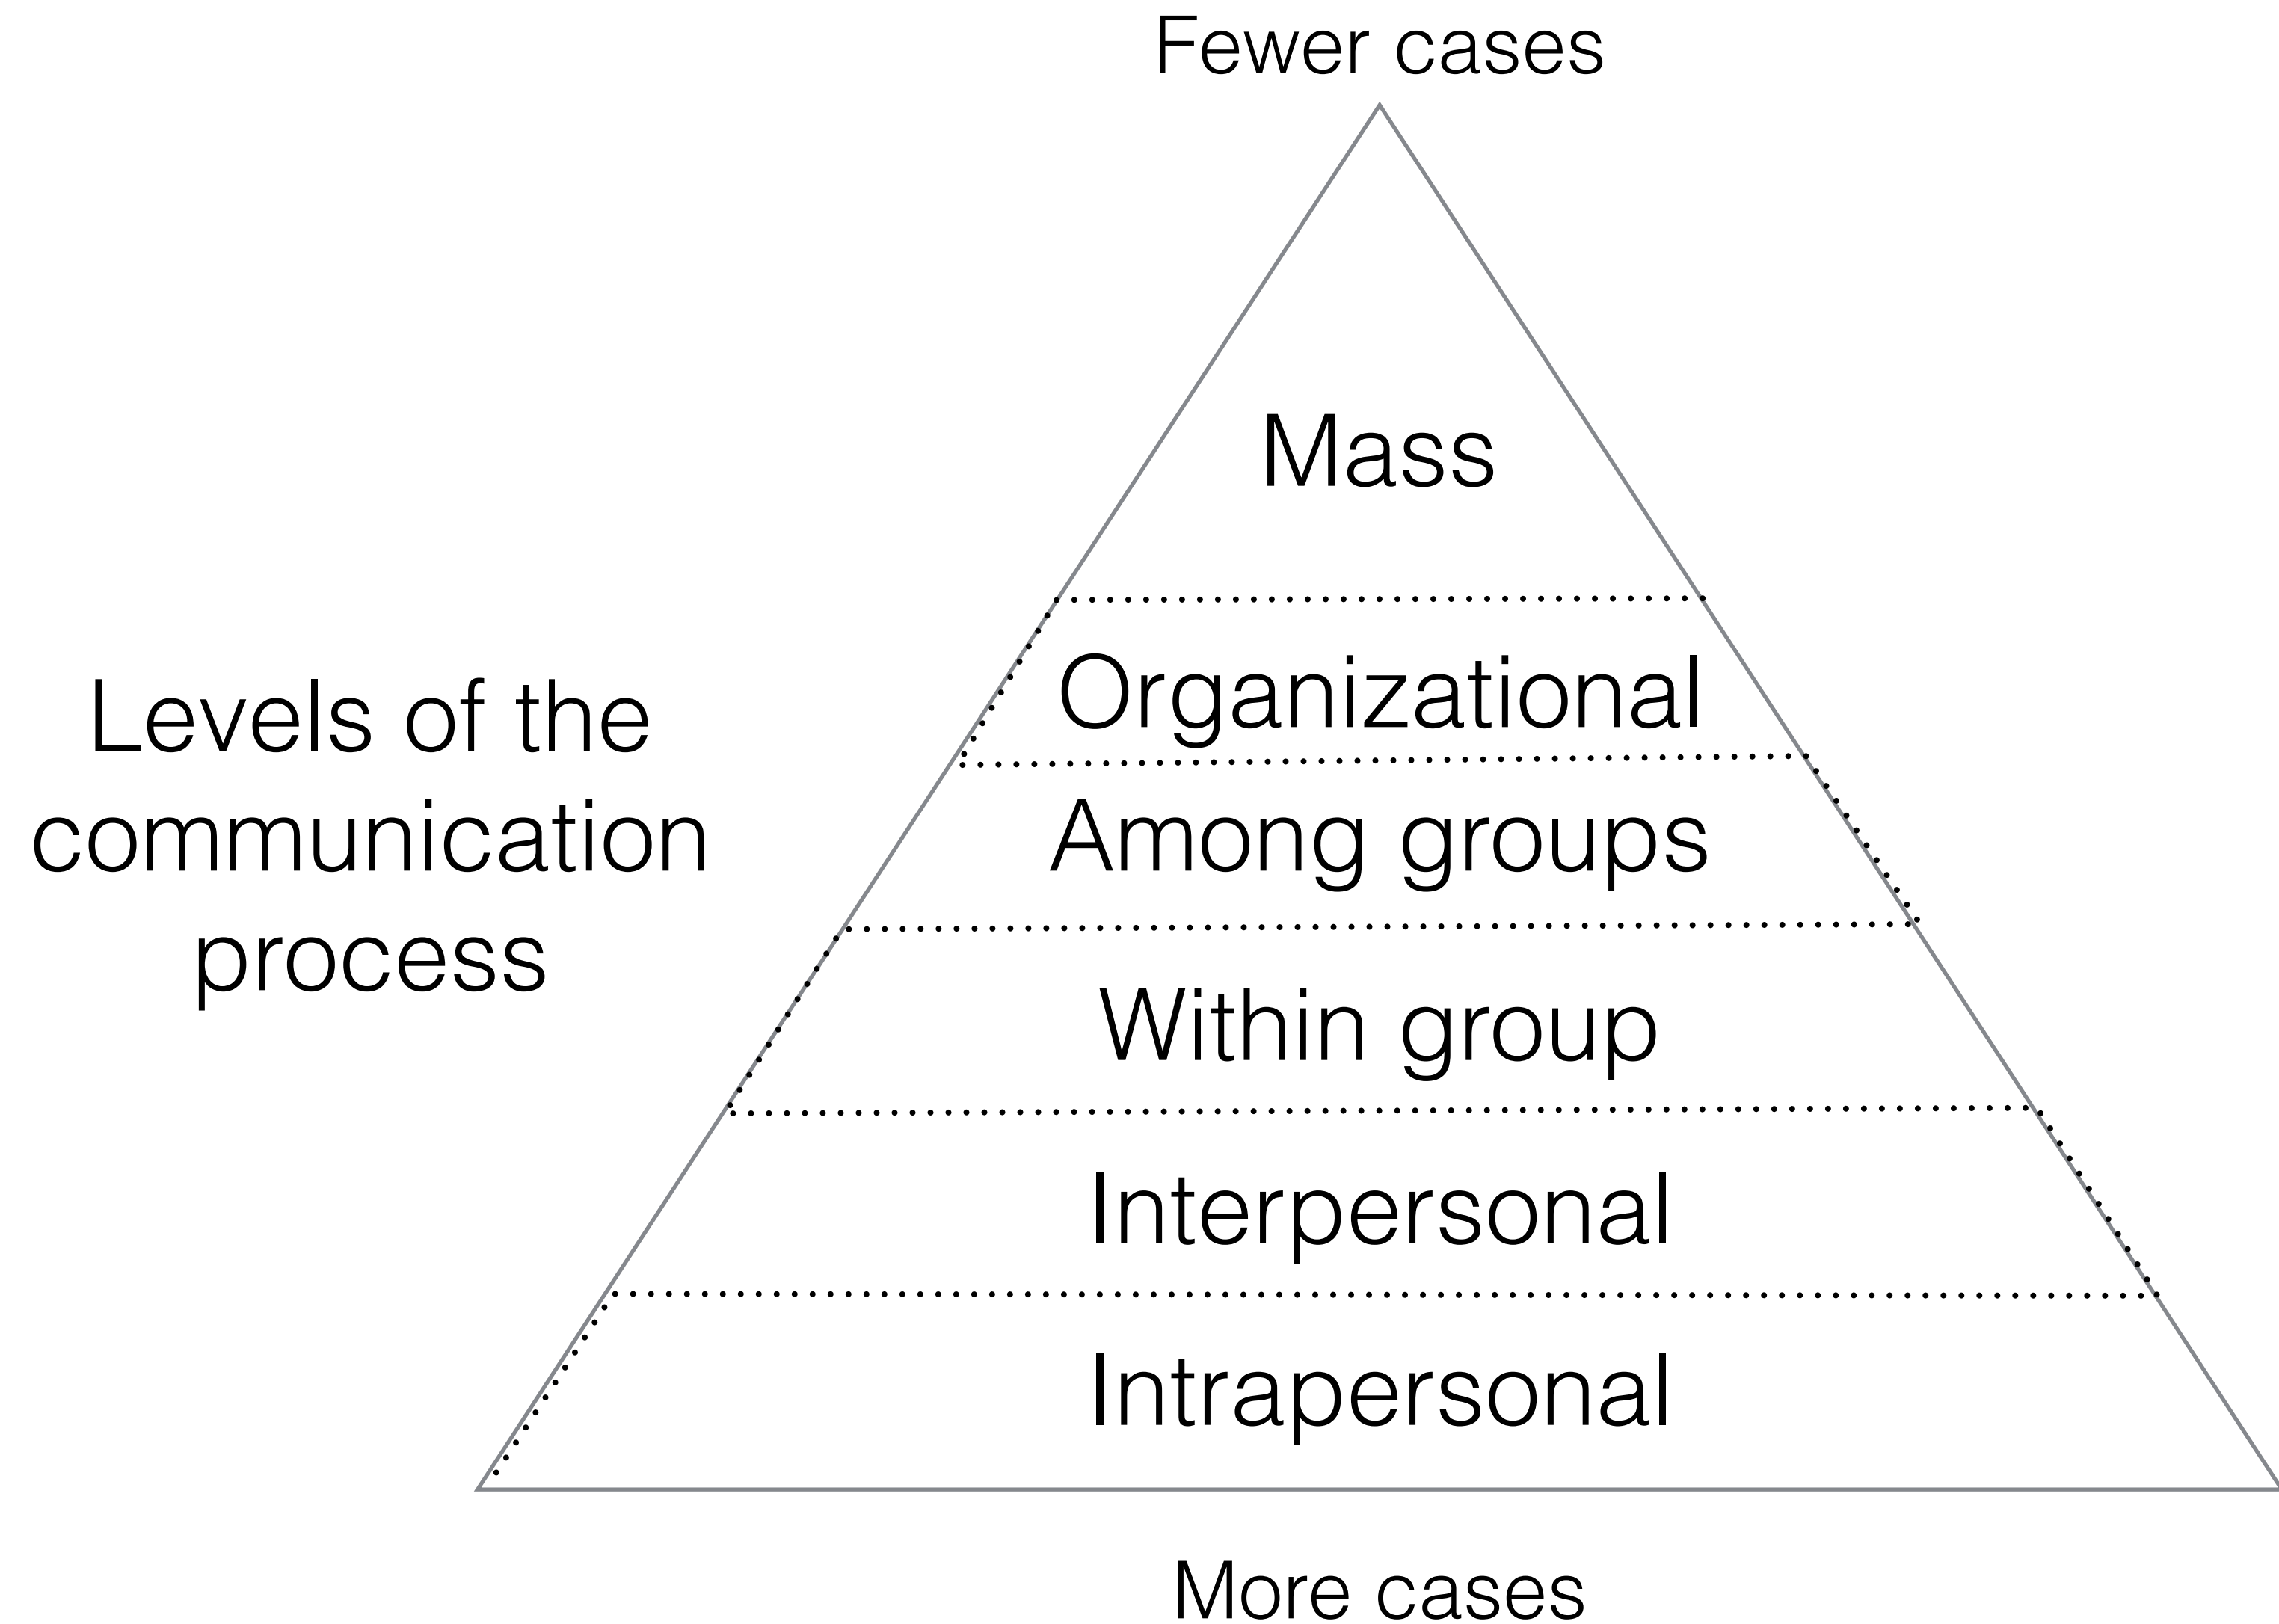 Fewer cases
Mass
Organizational
Among groups
Within group
Interpersonal
Intrapersonal
More cases
Levels of the
communication
process